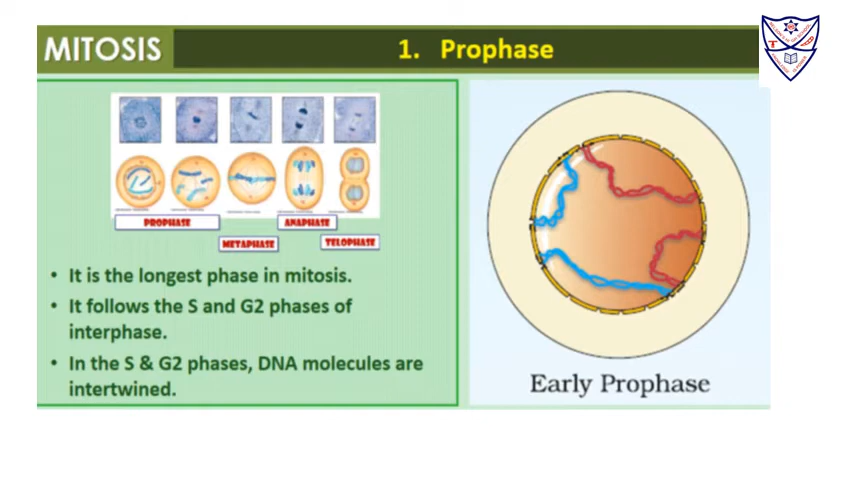 MITOSIS
1. Prophase
PROPHASE
ANAPHASE
METAPHASE
TELOPHASE
• It is the longest phase in mitosis.
• It follows the S and G2 phases of
interphase.
• In the S & G2 phases, DNA molecules are
intertwined.
Early Prophase